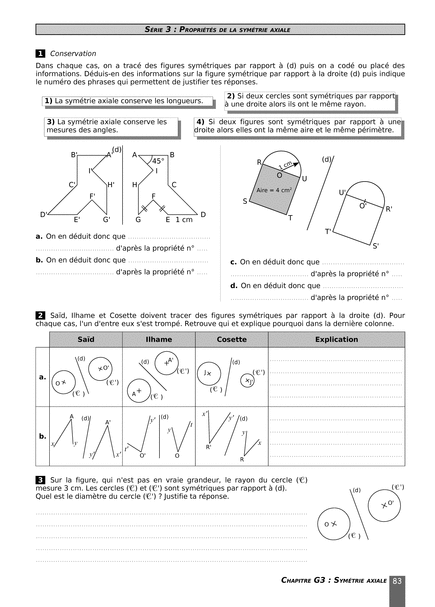 SÉRIE 3 : PROPRIÉTÉS DE LA SYMÉTRIE AXIALE
1 Conservation
Dans chaque cas, on a tracé des figures symétriques par rapport à (d) puis on a codé ou placé des
informations. Déduis-en des informations sur la figure symétrique par rapport à la droite (d) puis indique
le numéro des phrases qui permettent de justifier tes réponses.
1) La symétrie axiale conserve les longueurs.
2) Si deux cercles sont symétriques par rapport
à une droite alors ils ont le même rayon.
3) La symétrie axiale conserve les
mesures des angles.
4) Si deux figures sont symétriques par rapport à une
droite alors elles ont la même aire et le même périmètre.
B' A' (d) A B
45°
I' I
C' H' H C
F' F
D' E' G' G E 1 cm D
R 1 cm (d)
O U
Aire = 4 cm²
S T
U' O' R'
T' S'
a. On en déduit donc que
d'après la propriété n°
b. On en déduit donc que
d'après la propriété n°
c. On en déduit donc que
d'après la propriété n°
d. On en déduit donc que
d'après la propriété n°
2 Saïd, Ilhame et Cosette doivent tracer des figures symétriques par rapport à la droite (d). Pour
chaque cas, l'un d'entre eux s'est trompé. Retrouve qui et explique pourquoi dans la dernière colonne.
Saïd Ilhame Cosette Explication
a.
(d) O' O (C') (C)
(d) A' (C') A (C)
(d) J (C') (C)
b.
A (d) A' x y y' x'
y' (d) y t t' O' O
x' y' (d) R' y x R
3 Sur la figure, qui n'est pas en vraie grandeur, le rayon du cercle (C)
mesure 3 cm. Les cercles (C) et (C') sont symétriques par rapport à (d).
Quel est le diamètre du cercle (C') ? Justifie ta réponse.
(d) (C')
O'
O
(C)
CHAPITRE G3 : SYMÉTRIE AXIALE 83